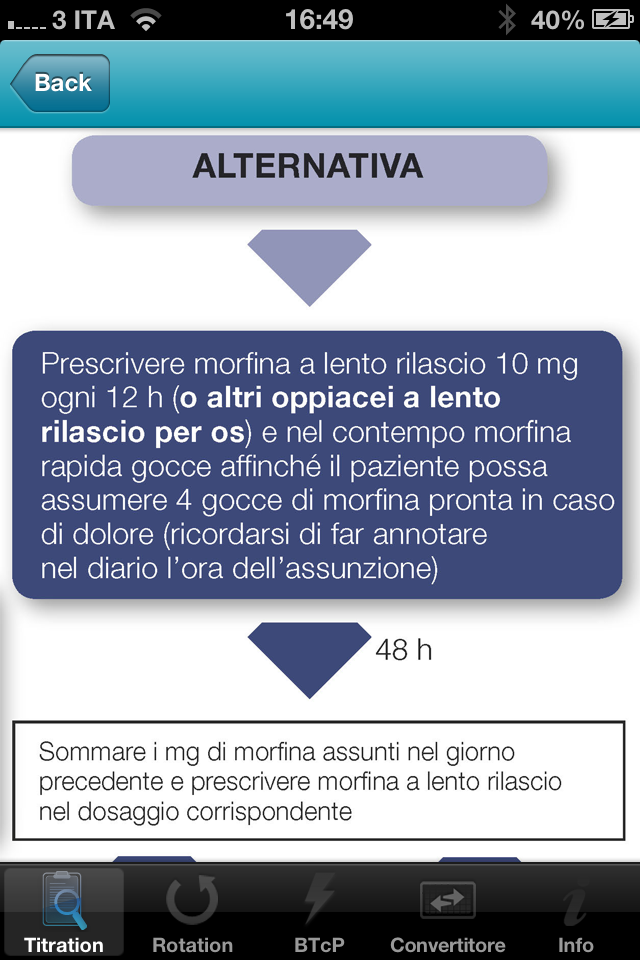 3 ITA 16:49 40%
Back
ALTERNATIVA
Prescrivere morfina a lento rilascio 10 mg
ogni 12 h (o altri oppiacei a lento
rilascio per os) e nel contempo morfina
rapida gocce affinché il paziente possa
assumere 4 gocce di morfina pronta in caso
di dolore (ricordarsi di far annotare
nel diario l'ora dell'assunzione)
48 h
Sommare i mg di morfina assunti nel giorno
precedente e prescrivere morfina a lento rilascio
nel dosaggio corrispondente
Titration Rotation BTcP Convertitore Info